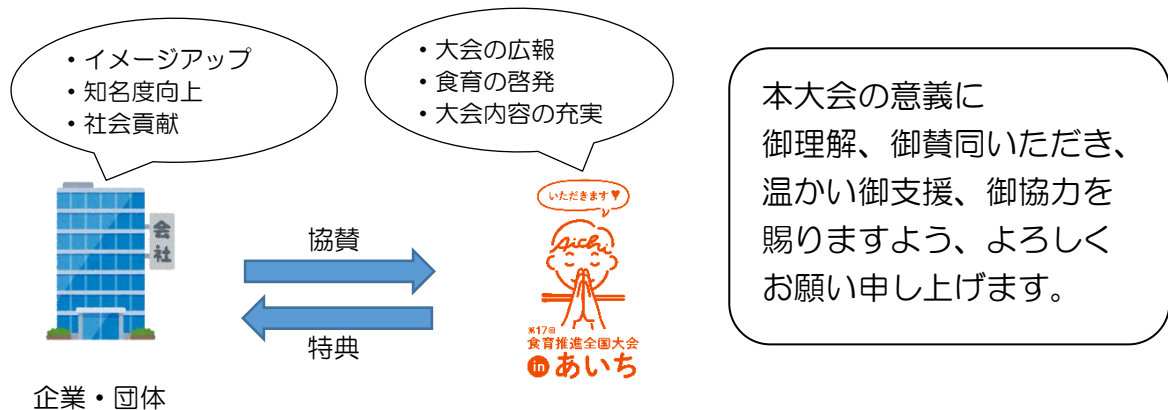 ・イメージアップ
・知名度向上
・社会貢献
・大会の広報
・食育の啓発
・大会内容の充実
本大会の意義に
御理解、御賛同いただき、
温かい御支援、御協力を
賜りますよう、よろしく
お願い申し上げます。
会社
協賛
特典
いただきます♥
Aichi
第17回
食育推進全国大会
in あいち
企業・団体